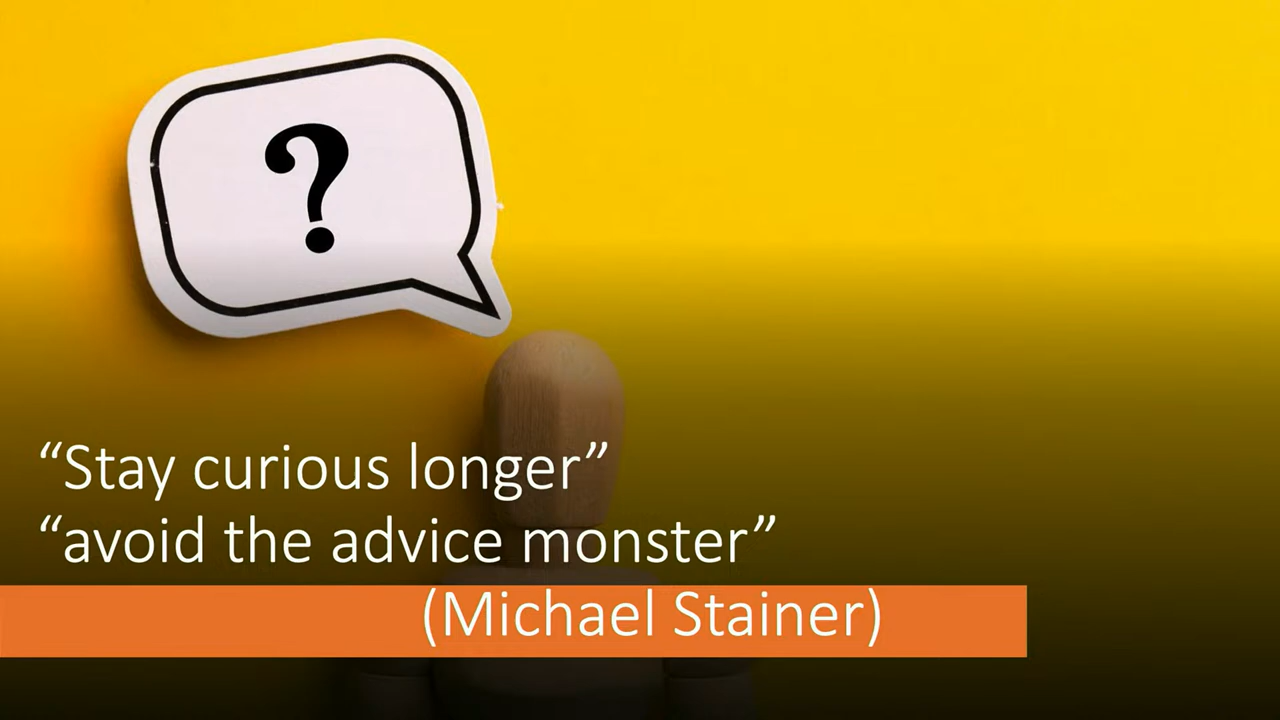 ?
“Stay curious longer”
“avoid the advice monster”
(Michael Stainer)